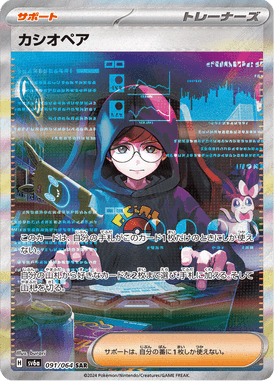 サポート
トレーナーズ
カシオペア
このカードは、自分の手札がこのカード1枚だけのときにしか使えない。
自分の山札から好きなカードを2枚まで選び、手札に加える。そして山札を切る。
illus. burari
H sv6a 091/064 SAR
サポートは、自分の番に1枚しか使えない。
©2024 Pokémon/Nintendo/Creatures/GAME FREAK.